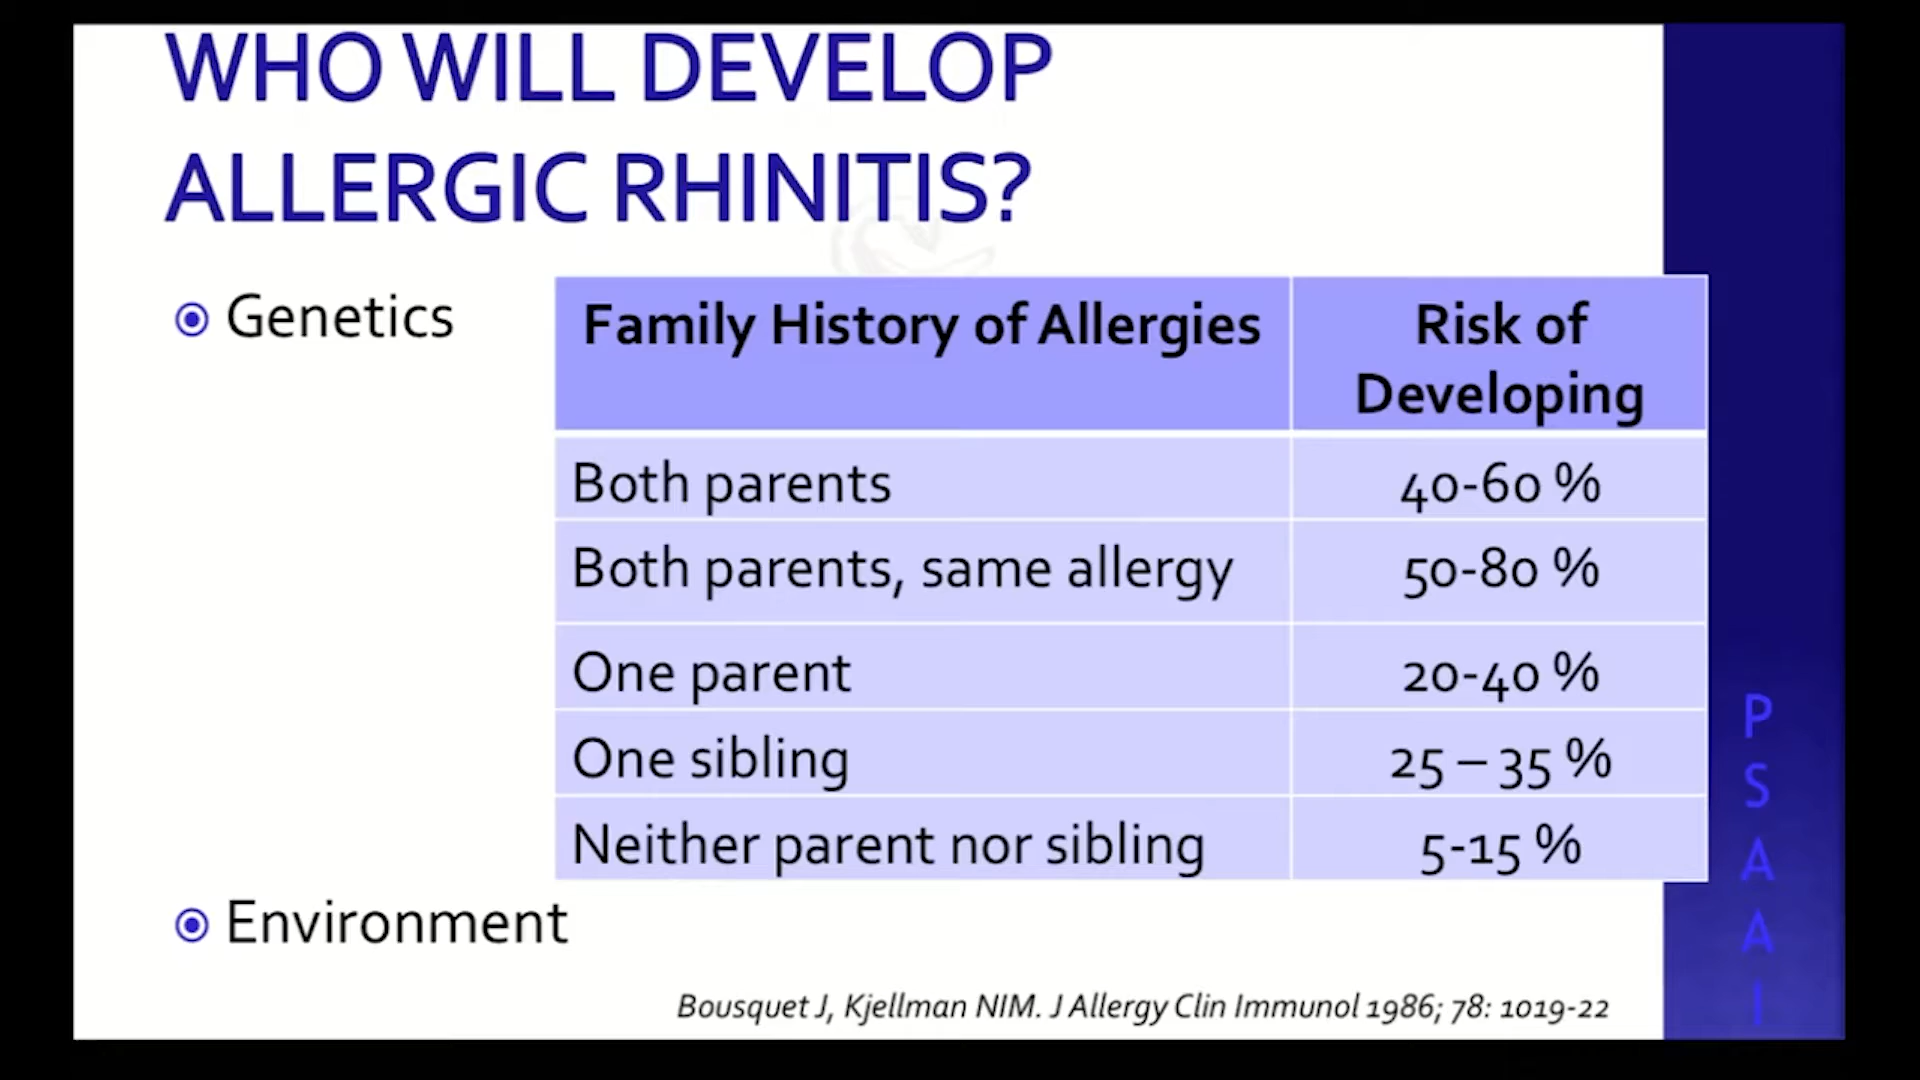 WHO WILL DEVELOP
ALLERGIC RHINITIS?
Genetics
Family History of Allergies
Risk of
Developing
Both parents
40-60 %
Both parents, same allergy
50-80 %
One parent
20-40 %
One sibling
25 – 35 %
Neither parent nor sibling
5-15 %
Environment
Bousquet J, Kjellman NIM. J Allergy Clin Immunol 1986; 78: 1019-22
P
S
A
A
I